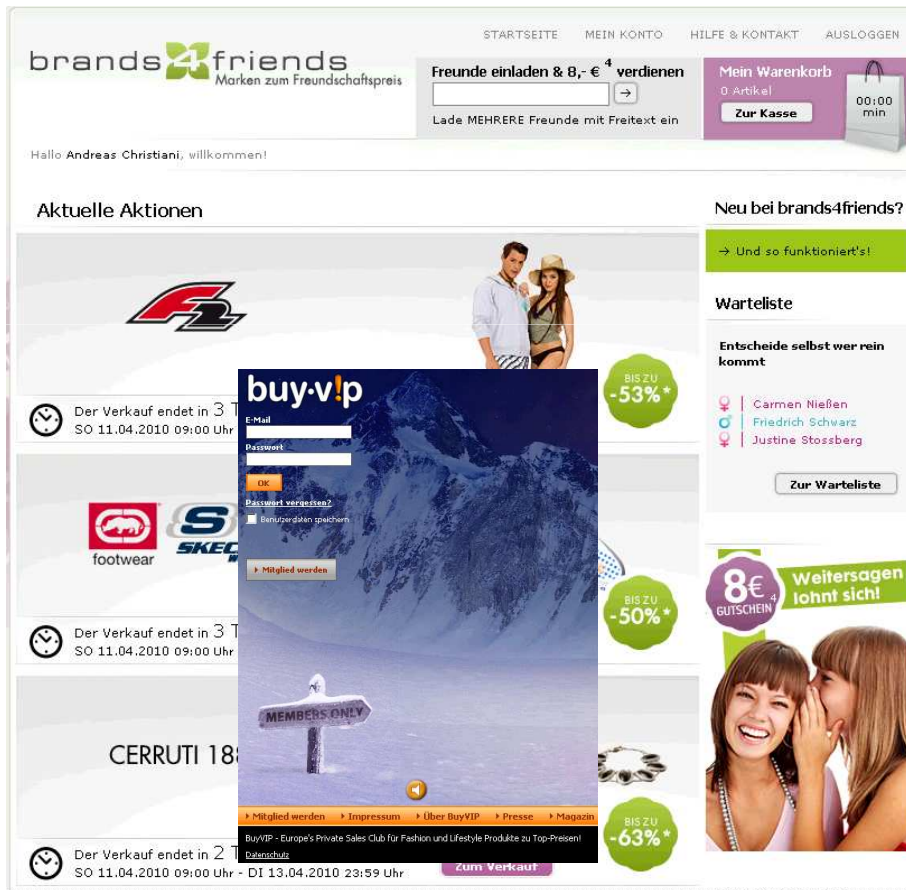 STARTSEITE MEIN KONTO HILFE & KONTAKT AUSLOGGEN
brands4friends
Marken zum Freundschaftspreis
Freunde einladen & 8,- € 4 verdienen
→
Lade MEHRERE Freunde mit Freitext ein
Mein Warenkorb
0 Artikel
Zur Kasse
00:00
min
Hallo Andreas Christiani, willkommen!
Aktuelle Aktionen
F2
BIS ZU
-53%*
Der Verkauf endet in 3 T
SO 11.04.2010 09:00 Uhr
footwear
S
SKEC
BIS ZU
-50%*
Der Verkauf endet in 3 T
SO 11.04.2010 09:00 Uhr
CERRUTI 188
BIS ZU
-63%*
Der Verkauf endet in 2 T
SO 11.04.2010 09:00 Uhr - DI 13.04.2010 23:59 Uhr
Zum Verkauf
buy·v!p
E-Mail
Passwort
OK
Passwort vergessen?
Benutzerdaten speichern
Mitglied werden
MEMBERS ONLY
Mitglied werden Impressum Über BuyVIP Presse Magazin
BuyVIP - Europe's Private Sales Club für Fashion und Lifestyle Produkte zu Top-Preisen!
Datenschutz
Neu bei brands4friends?
→ Und so funktioniert's!
Warteliste
Entscheide selbst wer rein
kommt
Carmen Nießen
Friedrich Schwarz
Justine Stossberg
Zur Warteliste
8€ 4
GUTSCHEIN
Weitersagen
lohnt sich!